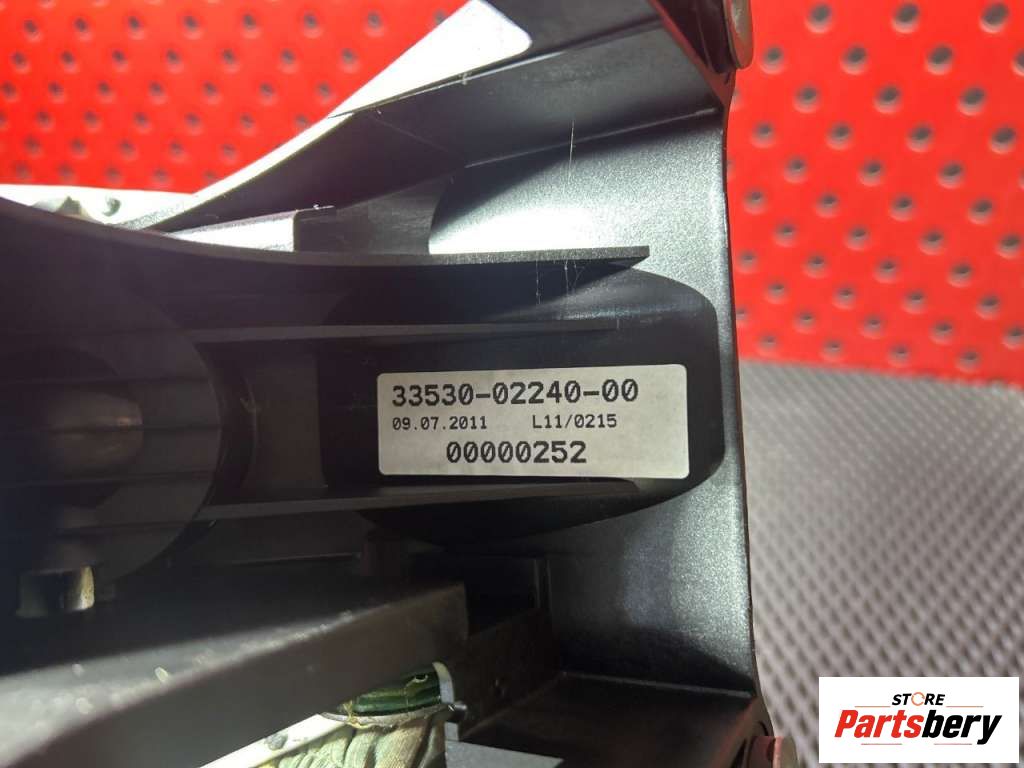 33530-02240-00
09.07.2011 L11/0215
00000252
STORE
Partsbery